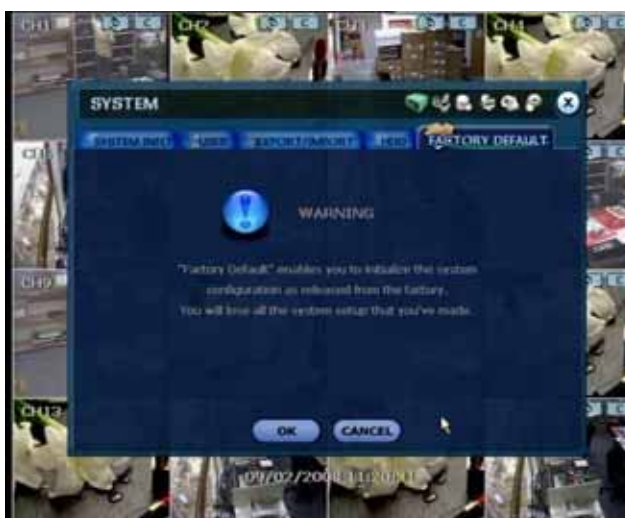 CH1 CH2 CH4
SYSTEM
SYSTEM INFO USER EXPORT/IMPORT HDD FACTORY DEFAULT
WARNING
"Factory Default" enables you to initialize the system
configuration as released from the factory.
You will lose all the system setup that you've made.
CH9
CH13
OK CANCEL